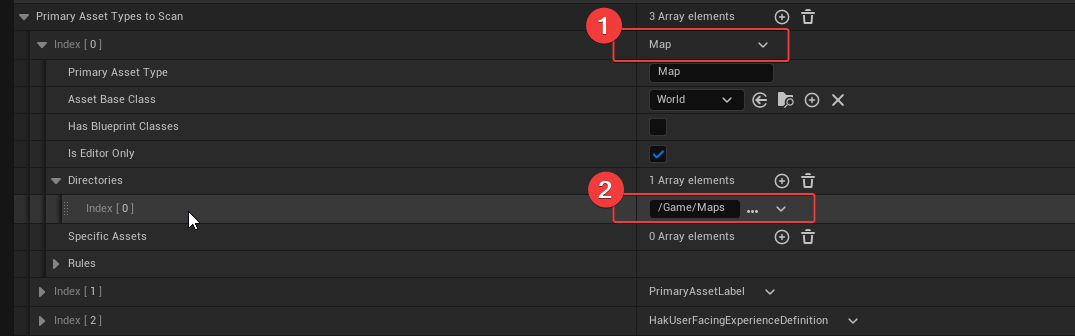 Primary Asset Types to Scan 3 Array elements
1
Index [ 0 ] Map
Primary Asset Type Map
Asset Base Class World
Has Blueprint Classes
Is Editor Only
Directories 1 Array elements
2
Index [ 0 ] /Game/Maps ...
Specific Assets 0 Array elements
Rules
Index [ 1 ] PrimaryAssetLabel
Index [ 2 ] HakUserFacingExperienceDefinition